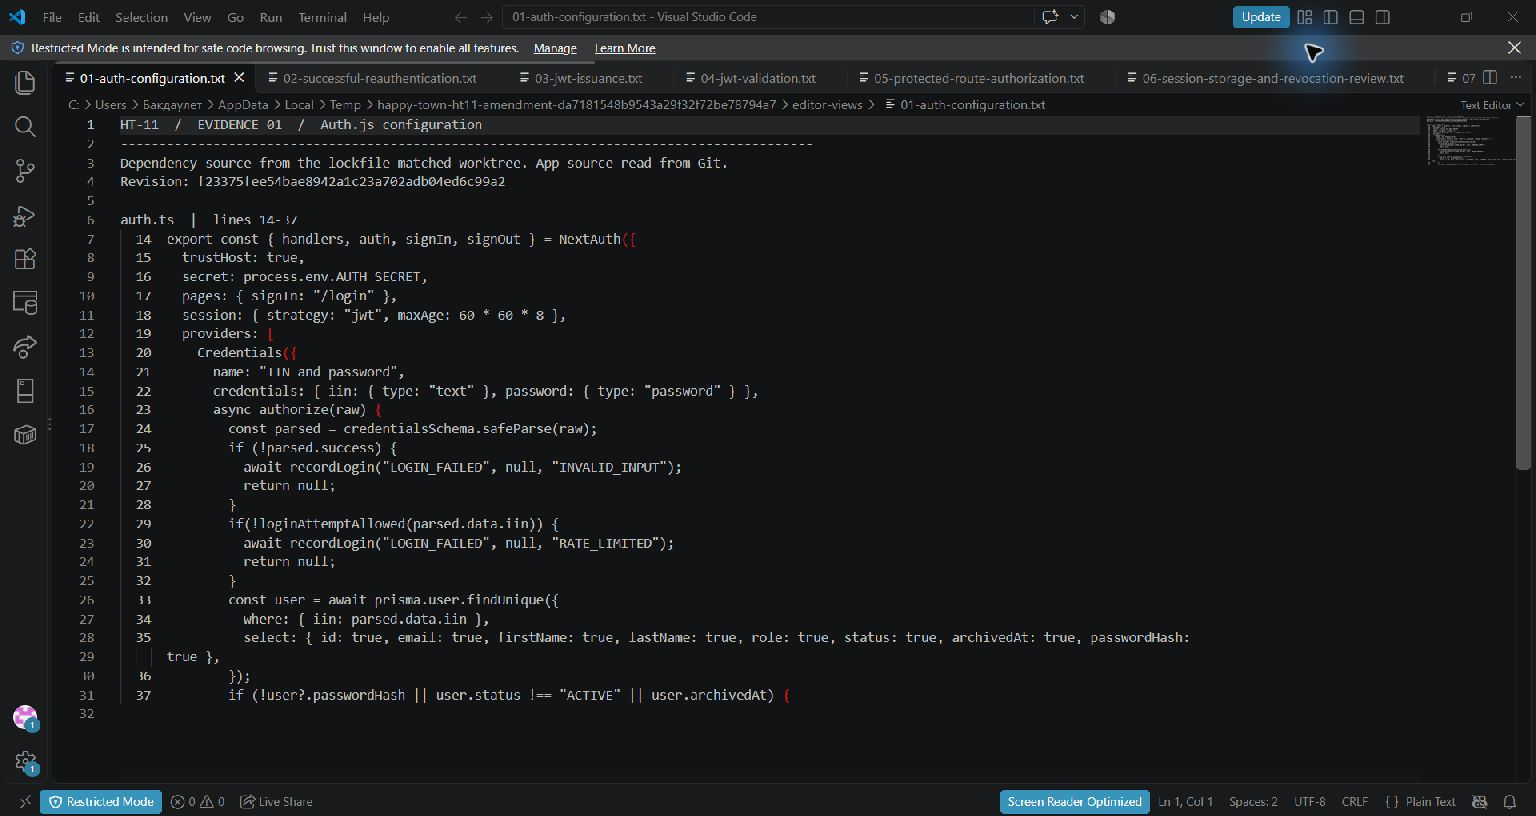 File Edit Selection View Go Run Terminal Help
01-auth-configuration.txt - Visual Studio Code
Update
Restricted Mode is intended for safe code browsing. Trust this window to enable all features. Manage Learn More
01-auth-configuration.txt 02-successful-reauthentication.txt 03-jwt-issuance.txt 04-jwt-validation.txt 05-protected-route-authorization.txt 06-session-storage-and-revocation-review.txt 07
C: > Users > Бакдаулет > AppData > Local > Temp > happy-town-ht11-amendment-da7181548b9543a29f32f72be78794a7 > editor-views > 01-auth-configuration.txt
Text Editor
1 HT-11 / EVIDENCE 01 / Auth.js configuration
2 ------------------------------------------------------------------------------------------
3 Dependency source from the lockfile matched worktree. App source read from Git.
4 Revision: f23375fee54bae8942a1c23a702adb04ed6c99a2
5
6 auth.ts | lines 14-37
7 14 export const { handlers, auth, signIn, signOut } = NextAuth({
8 15 trustHost: true,
9 16 secret: process.env.AUTH_SECRET,
10 17 pages: { signIn: "/login" },
11 18 session: { strategy: "jwt", maxAge: 60 * 60 * 8 },
12 19 providers: [
13 20 Credentials({
14 21 name: "IIN and password",
15 22 credentials: { iin: { type: "text" }, password: { type: "password" } },
16 23 async authorize(raw) {
17 24 const parsed = credentialsSchema.safeParse(raw);
18 25 if (!parsed.success) {
19 26 await recordLogin("LOGIN_FAILED", null, "INVALID_INPUT");
20 27 return null;
21 28 }
22 29 if(!loginAttemptAllowed(parsed.data.iin)) {
23 30 await recordLogin("LOGIN_FAILED", null, "RATE_LIMITED");
24 31 return null;
25 32 }
26 33 const user = await prisma.user.findUnique({
27 34 where: { iin: parsed.data.iin },
28 35 select: { id: true, email: true, firstName: true, lastName: true, role: true, status: true, archivedAt: true, passwordHash:
29 true },
30 36 });
31 37 if (!user?.passwordHash || user.status !== "ACTIVE" || user.archivedAt) {
32
1
1
Restricted Mode 0 0 Live Share
Screen Reader Optimized Ln 1, Col 1 Spaces: 2 UTF-8 CRLF { } Plain Text